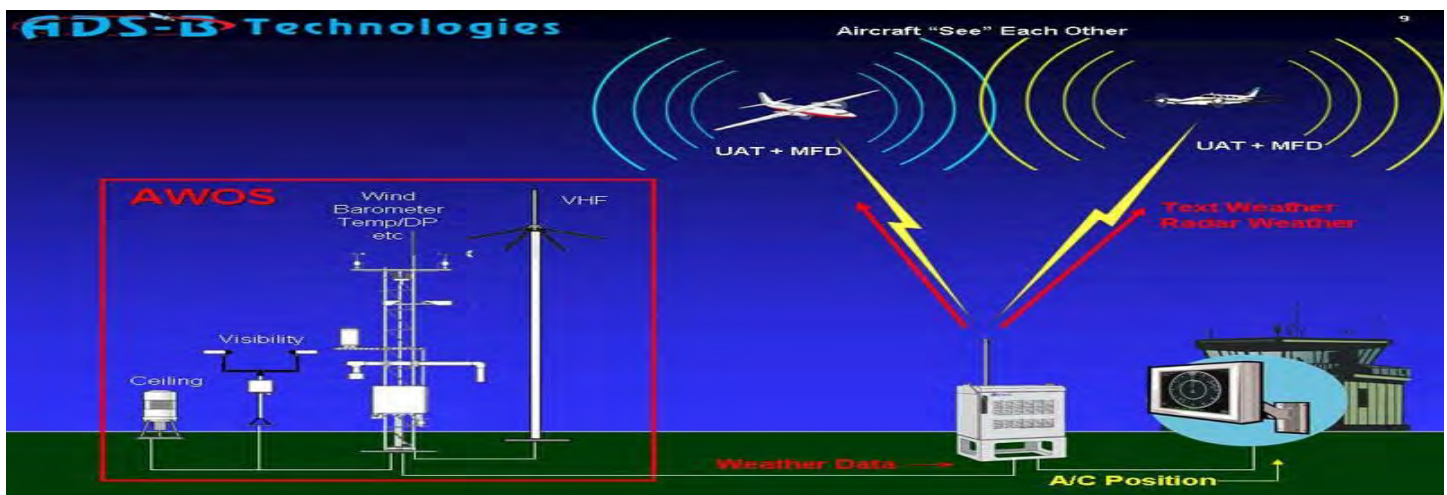 ADS-B Technologies
Aircraft “See” Each Other
9
UAT + MFD
UAT + MFD
AWOS
Wind
Barometer
Temp/DP
etc
VHF
Text Weather
Radar Weather
Visibility
Ceiling
Weather Data
A/C Position